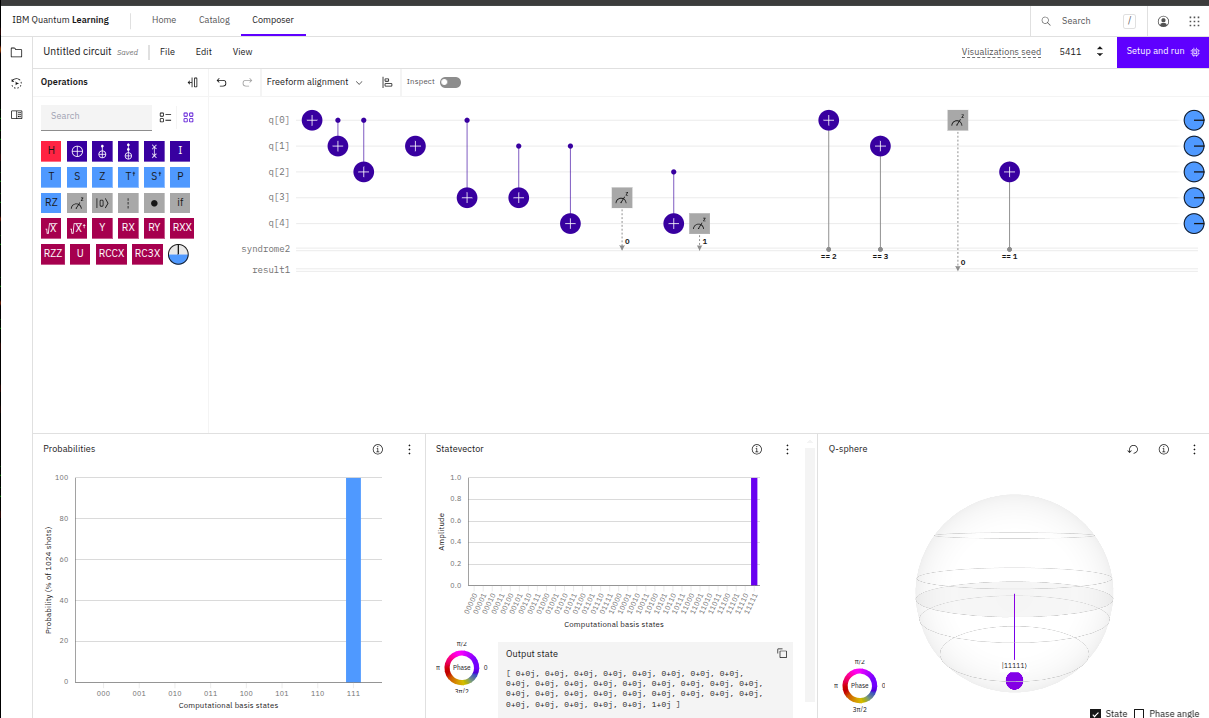 IBM Quantum Learning Home Catalog Composer Search /
Untitled circuit Saved File Edit View Visualizations seed 5411 Setup and run
Operations Freeform alignment Inspect
Search
H I
T S Z T† S† P
RZ z |0⟩ if
√X √X† Y RX RY RXX
RZZ U RCCX RC3X
q[0] z
q[1]
q[2]
q[3] z
q[4] z
0 1
syndrome2
== 2 == 3 == 1
0
result1
Probabilities
Probability (% of 1024 shots)
100
80
60
40
20
0
000 001 010 011 100 101 110 111
Computational basis states
Statevector
Amplitude
1.0
0.8
0.6
0.4
0.2
0.0
00000 00001 00010 00011 00100 00101 00110 00111 01000 01001 01010 01011 01100 01101 01110 01111 10000 10001 10010 10011 10100 10101 10110 10111 11000 11001 11010 11011 11100 11101 11110 11111
Computational basis states
π/2
π Phase 0
3π/2
Output state
[ 0+0j, 0+0j, 0+0j, 0+0j, 0+0j, 0+0j, 0+0j, 0+0j,
0+0j, 0+0j, 0+0j, 0+0j, 0+0j, 0+0j, 0+0j, 0+0j, 0+0j,
0+0j, 0+0j, 0+0j, 0+0j, 0+0j, 0+0j, 0+0j, 0+0j, 0+0j,
0+0j, 0+0j, 0+0j, 0+0j, 0+0j, 1+0j ]
Q-sphere
|11111⟩
π/2
π Phase 0
3π/2
State Phase angle